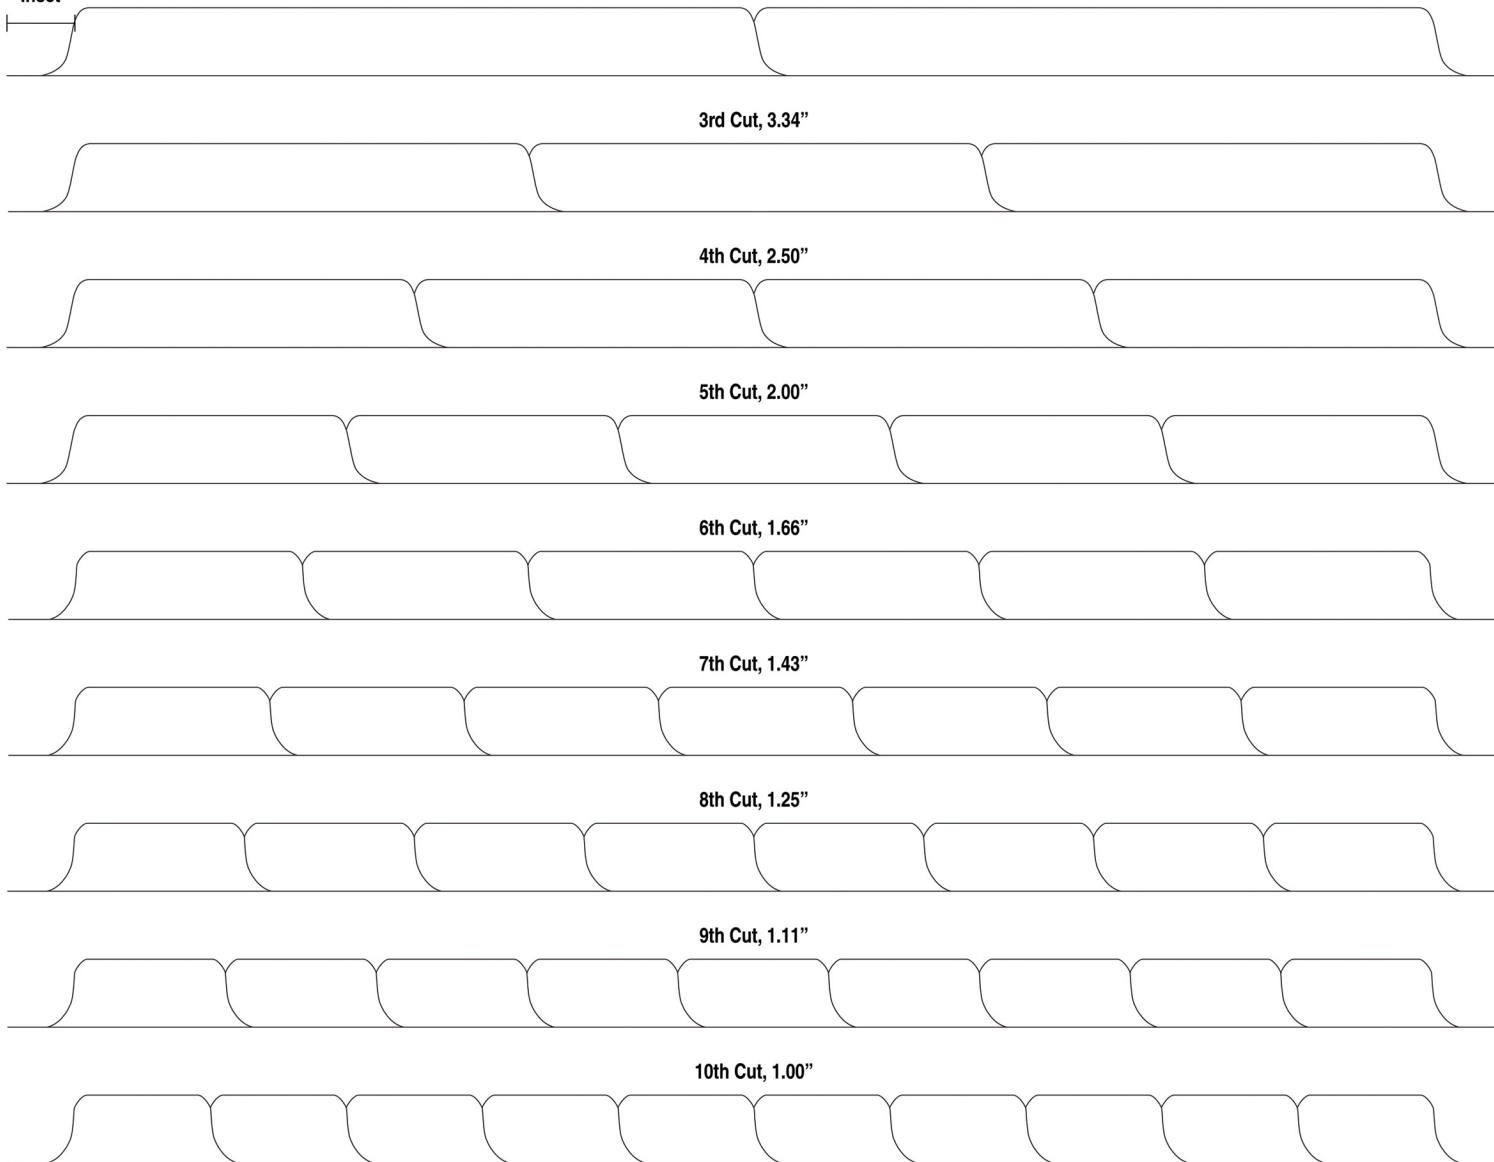 3rd Cut, 3.34”
4th Cut, 2.50”
5th Cut, 2.00”
6th Cut, 1.66”
7th Cut, 1.43”
8th Cut, 1.25”
9th Cut, 1.11”
10th Cut, 1.00”